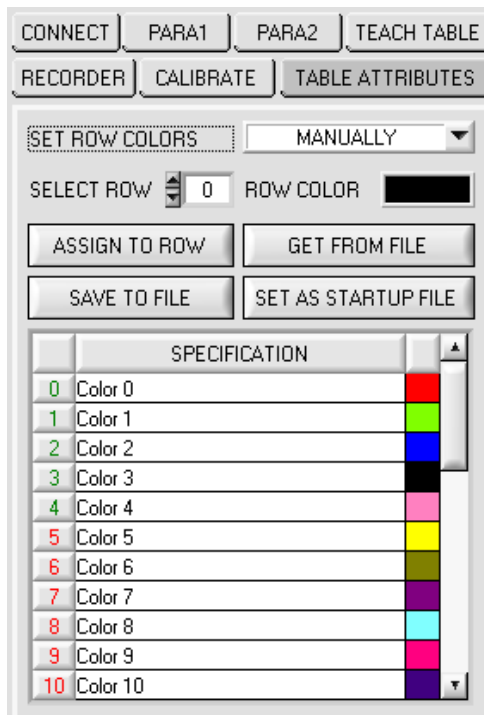 CONNECT PARA1 PARA2 TEACH TABLE
RECORDER CALIBRATE TABLE ATTRIBUTES
SET ROW COLORS MANUALLY
SELECT ROW 0 ROW COLOR
ASSIGN TO ROW GET FROM FILE
SAVE TO FILE SET AS STARTUP FILE
SPECIFICATION
0 Color 0
1 Color 1
2 Color 2
3 Color 3
4 Color 4
5 Color 5
6 Color 6
7 Color 7
8 Color 8
9 Color 9
10 Color 10